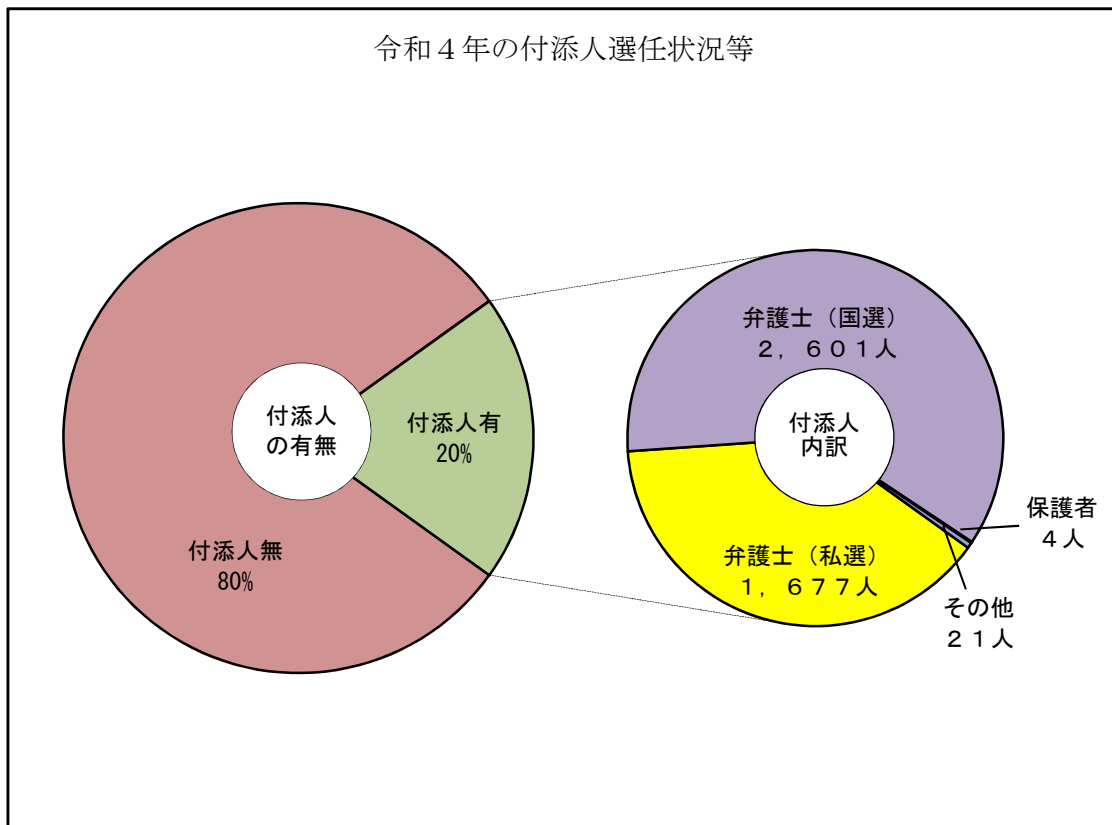 令和４年の付添人選任状況等
付添人
の有無
付添人有
20%
付添人無
80%
弁護士（国選）
２，６０１人
付添人
内訳
保護者
４人
弁護士（私選）
１，６７７人
その他
２１人